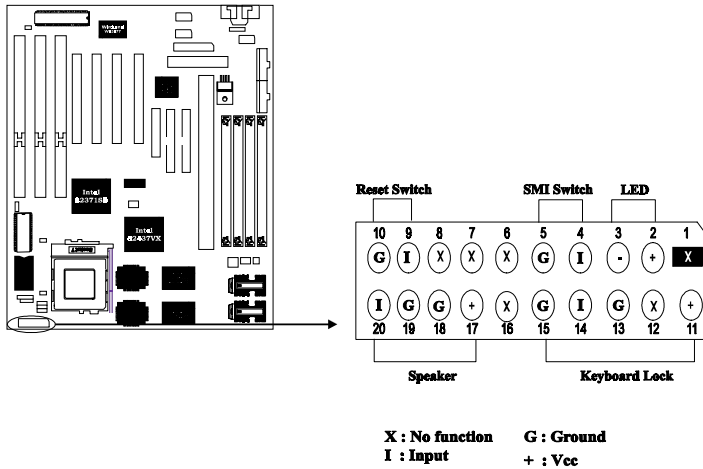 Winbond
Intel
82371SB
Intel
82437VX
Reset Switch SMI Switch LED
10 9 8 7 6 5 4 3 2 1
G I X X X G I - + X
I G G + X G I G X +
20 19 18 17 16 15 14 13 12 11
Speaker Keyboard Lock
X : No function G : Ground
I : Input + : Vcc